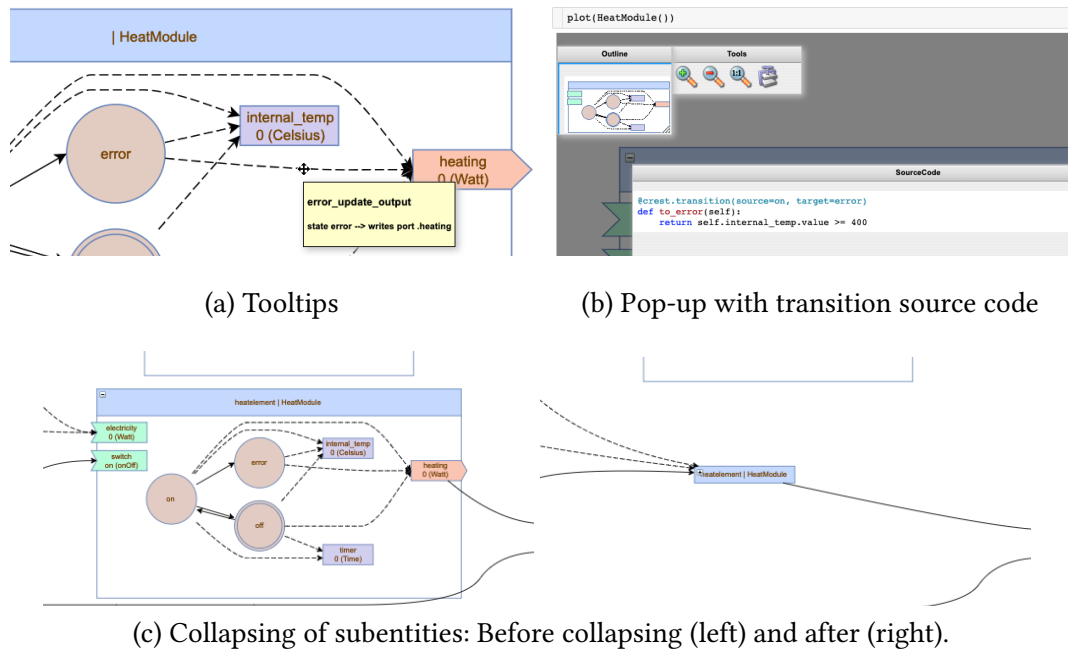 | HeatModule
error
internal_temp
0 (Celsius)
heating
0 (Watt)
error_update_output
state error --> writes port .heating
(a) Tooltips
plot(HeatModule())
Outline
Tools
1:1
SourceCode
@crest.transition(source=on, target=error)
def to_error(self):
return self.internal_temp.value >= 400
(b) Pop-up with transition source code
heatelement | HeatModule
electricity
0 (Watt)
switch
on (onOff)
on
error
off
internal_temp
0 (Celsius)
heating
0 (Watt)
timer
0 (Time)
heatelement | HeatModule
(c) Collapsing of subentities: Before collapsing (left) and after (right).